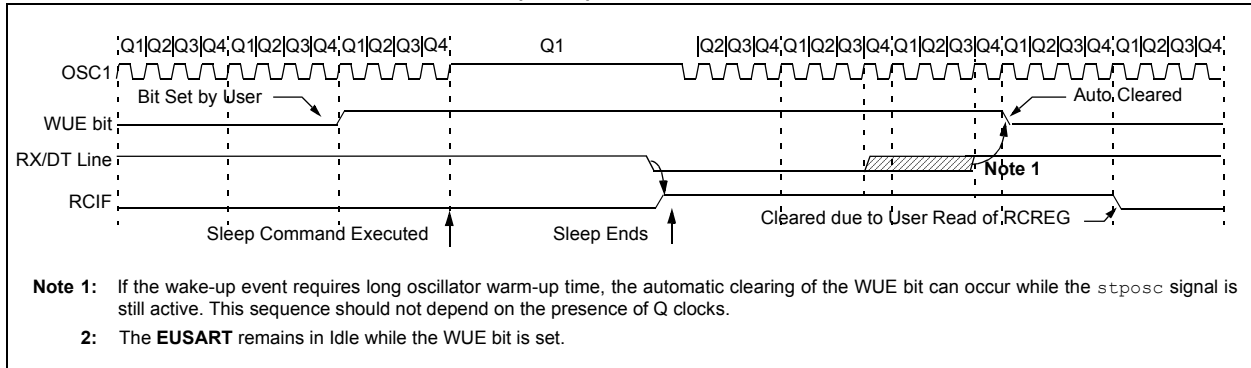 Q1|Q2|Q3|Q4 Q1|Q2|Q3|Q4 Q1|Q2|Q3|Q4 Q1 |Q2|Q3|Q4 Q1|Q2|Q3|Q4 Q1|Q2|Q3|Q4 Q1|Q2|Q3|Q4 Q1|Q2|Q3|Q4
OSC1
Bit Set by User
Auto Cleared
WUE bit
RX/DT Line
Note 1
RCIF
Cleared due to User Read of RCREG
Sleep Command Executed
Sleep Ends
Note 1: If the wake-up event requires long oscillator warm-up time, the automatic clearing of the WUE bit can occur while the stposc signal is
still active. This sequence should not depend on the presence of Q clocks.
2: The EUSART remains in Idle while the WUE bit is set.